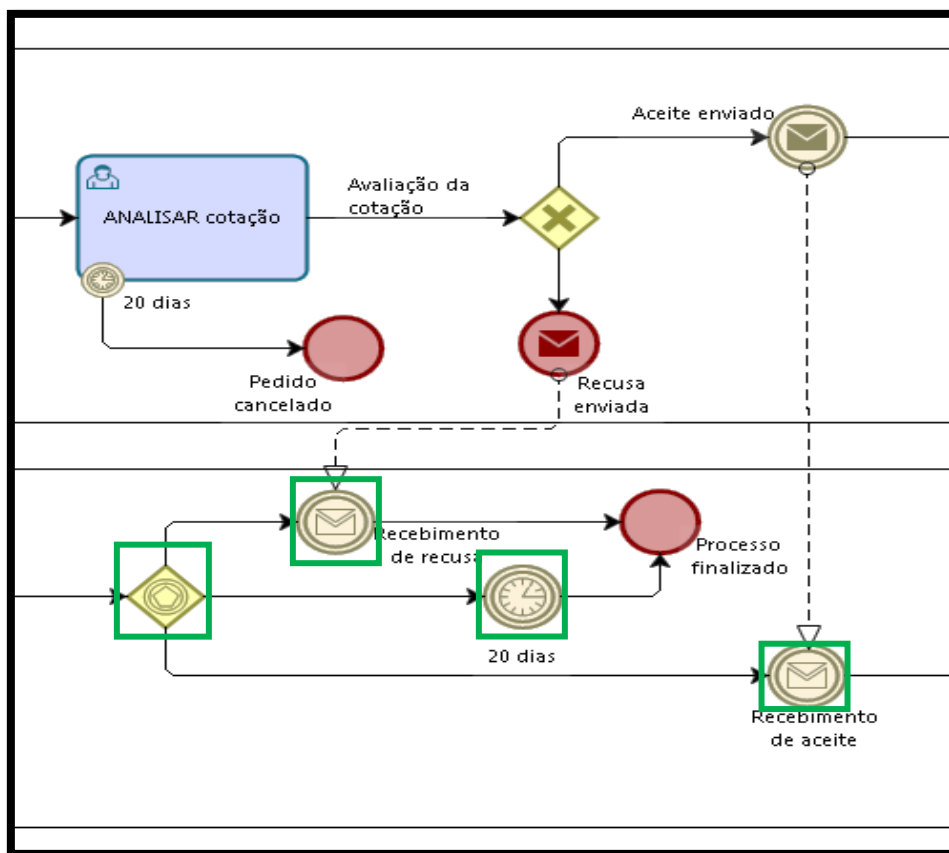 Aceite enviado
Avaliação da
cotação
ANALISAR cotação
20 dias
Pedido
cancelado
Recusa
enviada
Recebimento
de recusa
Processo
finalizado
20 dias
Recebimento
de aceite